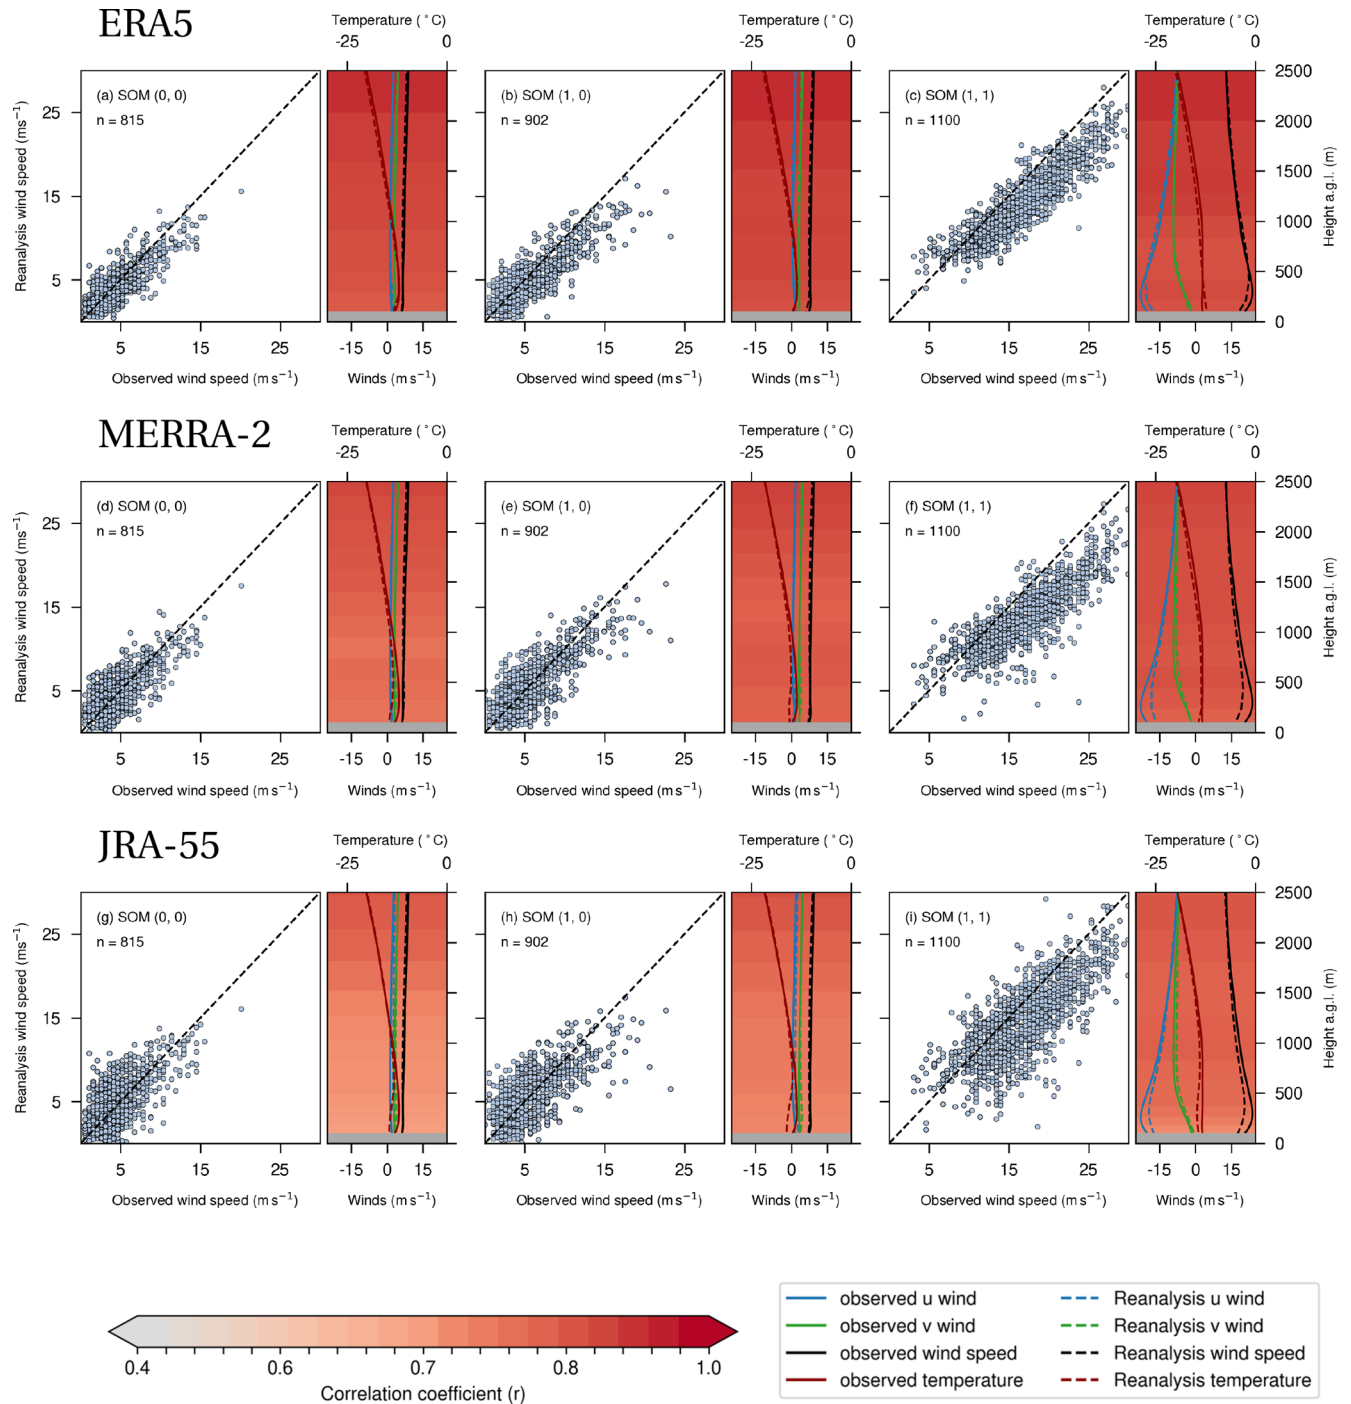 ERA5
Temperature (°C)
-25 0
Temperature (°C)
-25 0
Temperature (°C)
-25 0
Reanalysis wind speed (ms⁻¹)
25
15
5
(a) SOM (0, 0)
n = 815
(b) SOM (1, 0)
n = 902
(c) SOM (1, 1)
n = 1100
2500
2000
1500
1000
500
0
Height a.g.l. (m)
5 15 25
-15 0 15
5 15 25
-15 0 15
5 15 25
-15 0 15
Observed wind speed (m s⁻¹)
Winds (m s⁻¹)
Observed wind speed (m s⁻¹)
Winds (m s⁻¹)
Observed wind speed (m s⁻¹)
Winds (m s⁻¹)
MERRA-2
Temperature (°C)
-25 0
Temperature (°C)
-25 0
Temperature (°C)
-25 0
Reanalysis wind speed (ms⁻¹)
25
15
5
(d) SOM (0, 0)
n = 815
(e) SOM (1, 0)
n = 902
(f) SOM (1, 1)
n = 1100
2500
2000
1500
1000
500
0
Height a.g.l. (m)
5 15 25
-15 0 15
5 15 25
-15 0 15
5 15 25
-15 0 15
Observed wind speed (m s⁻¹)
Winds (m s⁻¹)
Observed wind speed (m s⁻¹)
Winds (m s⁻¹)
Observed wind speed (m s⁻¹)
Winds (m s⁻¹)
JRA-55
Temperature (°C)
-25 0
Temperature (°C)
-25 0
Temperature (°C)
-25 0
Reanalysis wind speed (ms⁻¹)
25
15
5
(g) SOM (0, 0)
n = 815
(h) SOM (1, 0)
n = 902
(i) SOM (1, 1)
n = 1100
2500
2000
1500
1000
500
0
Height a.g.l. (m)
5 15 25
-15 0 15
5 15 25
-15 0 15
5 15 25
-15 0 15
Observed wind speed (m s⁻¹)
Winds (m s⁻¹)
Observed wind speed (m s⁻¹)
Winds (m s⁻¹)
Observed wind speed (m s⁻¹)
Winds (m s⁻¹)
0.4 0.6 0.7 0.8 1.0
Correlation coefficient (r)
observed u wind
observed v wind
observed wind speed
observed temperature
Reanalysis u wind
Reanalysis v wind
Reanalysis wind speed
Reanalysis temperature